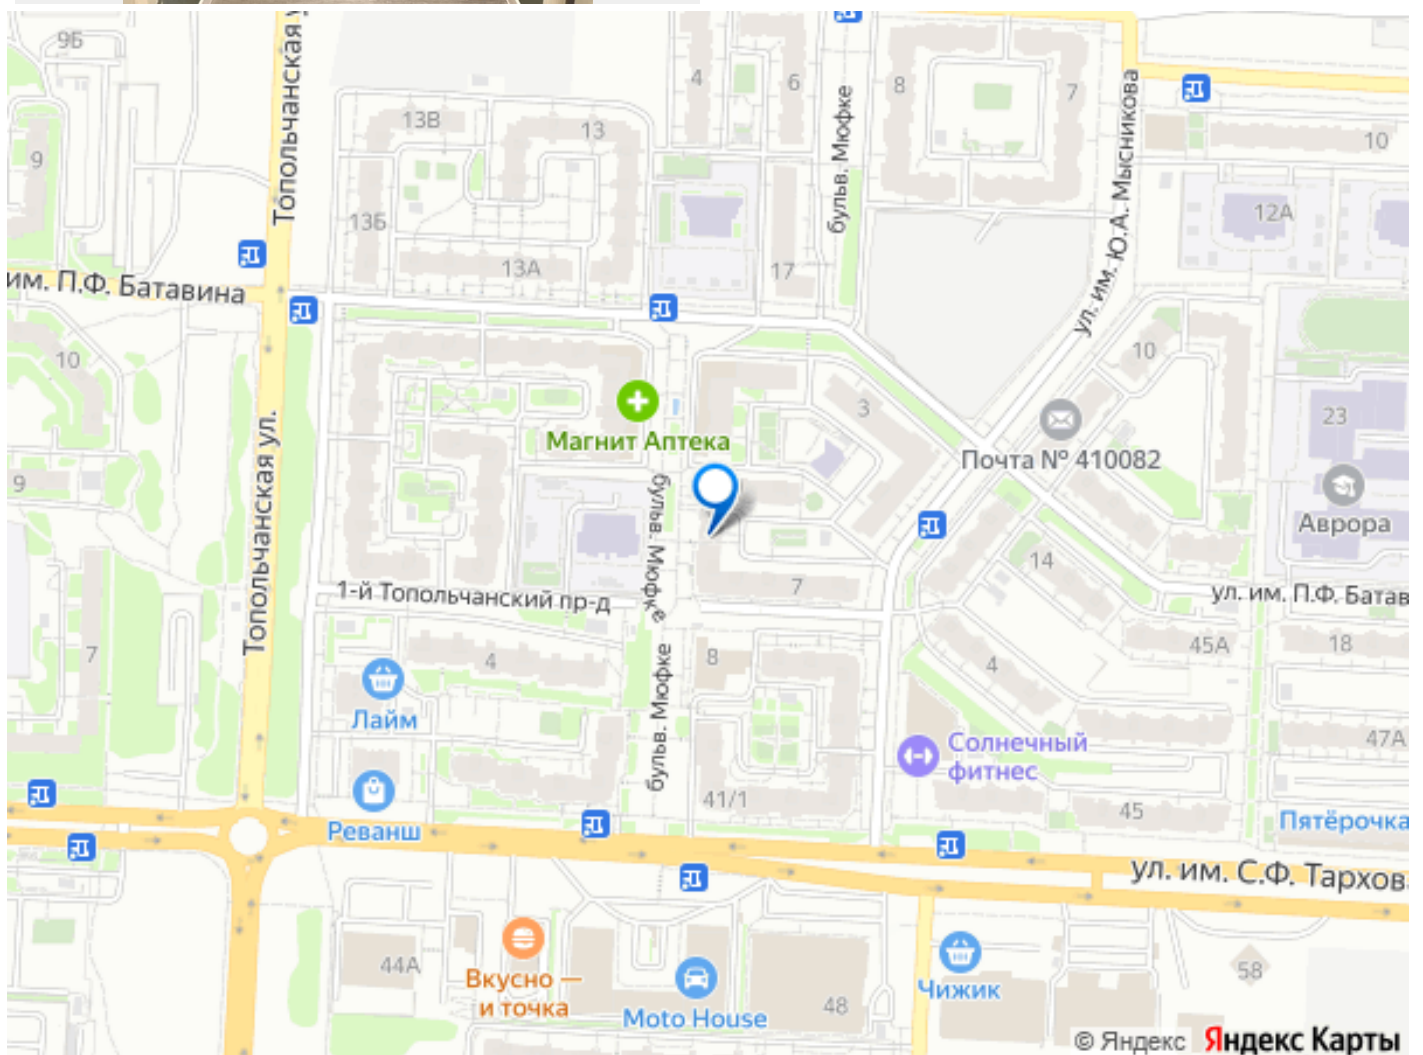 9Б
Топольчанская у
4
6
8
7
бульв. Мюфке
ул. им. Ю.А. Мысникова
13В
13
10
9
13Б
12А
13А
17
им. П.Ф. Батавина
10
10
3
23
Магнит Аптека
Почта № 410082
Топольчанская ул.
9
бульв. Мюфке
Аврора
14
7
1-й Топольчанский пр-д
ул. им. П.Ф. Батав
45А
18
7
4
8
4
бульв. Мюфке
Лайм
Солнечный
фитнес
47А
41/1
45
Реванш
Пятёрочка
ул. им. С.Ф. Тархов
44А
58
Вкусно —
и точка
Чижик
48
Moto House
© Яндекс Яндекс Карты